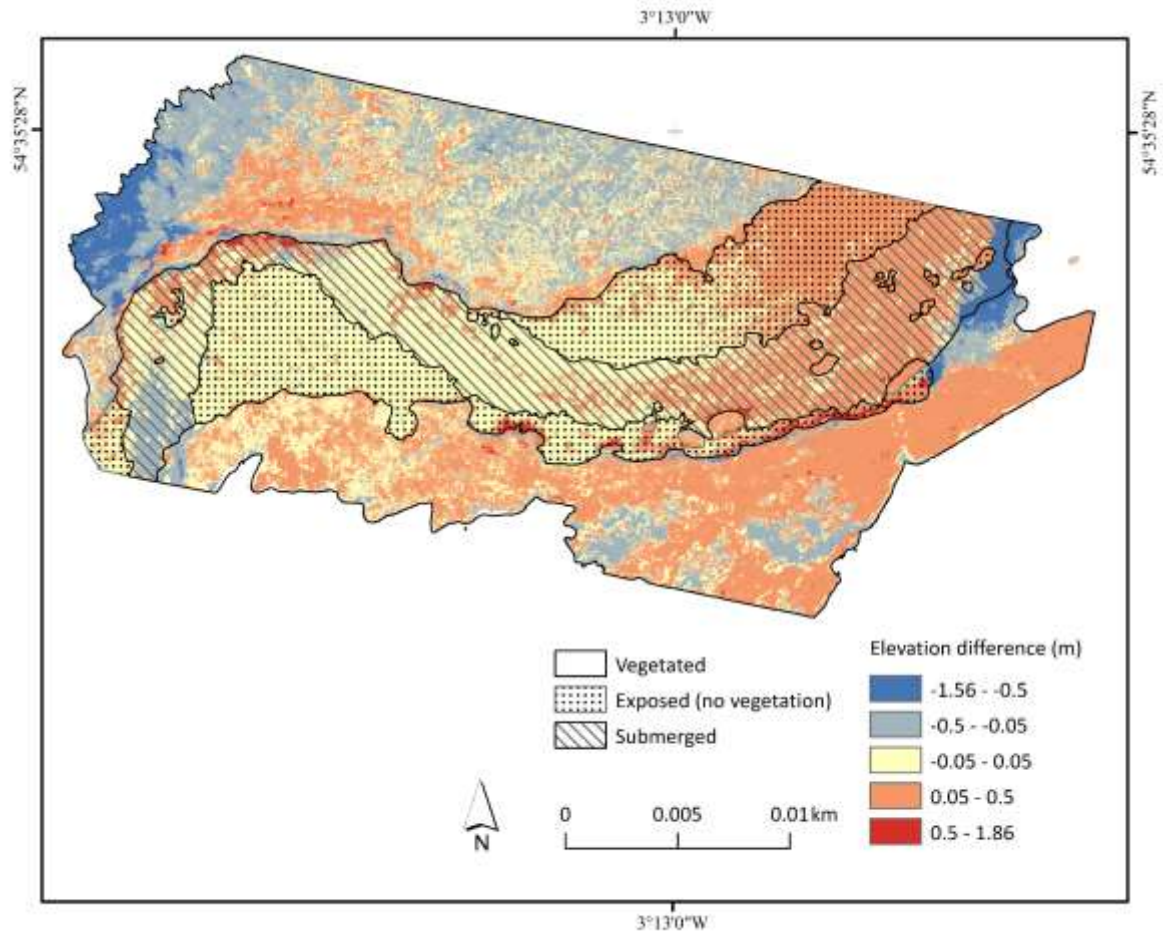 3°13'0"W
54°35'28"N
54°35'28"N
Vegetated
Exposed (no vegetation)
Submerged
Elevation difference (m)
-1.56 - -0.5
-0.5 - -0.05
-0.05 - 0.05
0.05 - 0.5
0.5 - 1.86
N
0 0.005 0.01 km
3°13'0"W